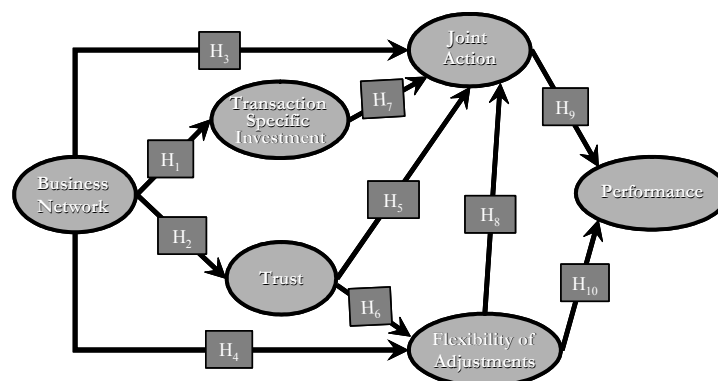 Joint
Action
H3
Transaction
Specific
Investment
H7
H9
H1
Business
Network
Performance
H5
H8
H2
Trust
H10
H6
Flexibility of
Adjustments
H4